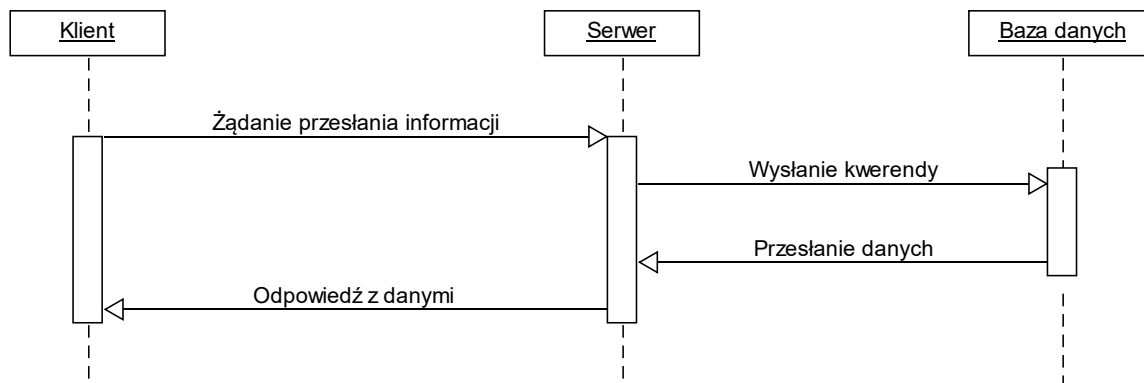 Klient
Serwer
Baza danych
Żądanie przesłania informacji
Wysłanie kwerendy
Przesłanie danych
Odpowiedź z danymi